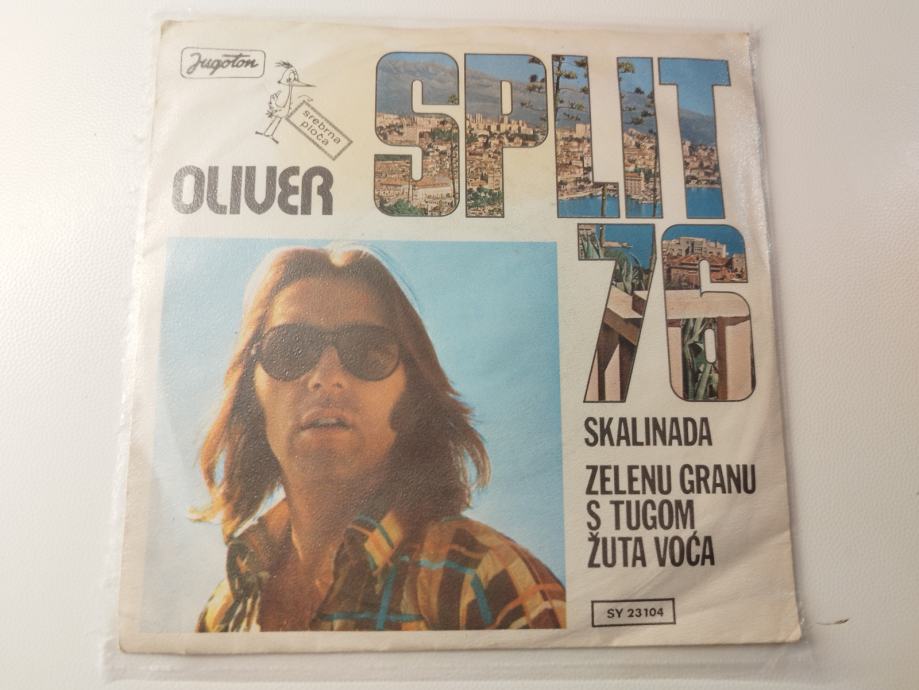 Jugoton
srebrna
ploča
OLIVER
SPLIT
76
SKALINADA
ZELENU GRANU
S TUGOM
ŽUTA VOĆA
SY 23104